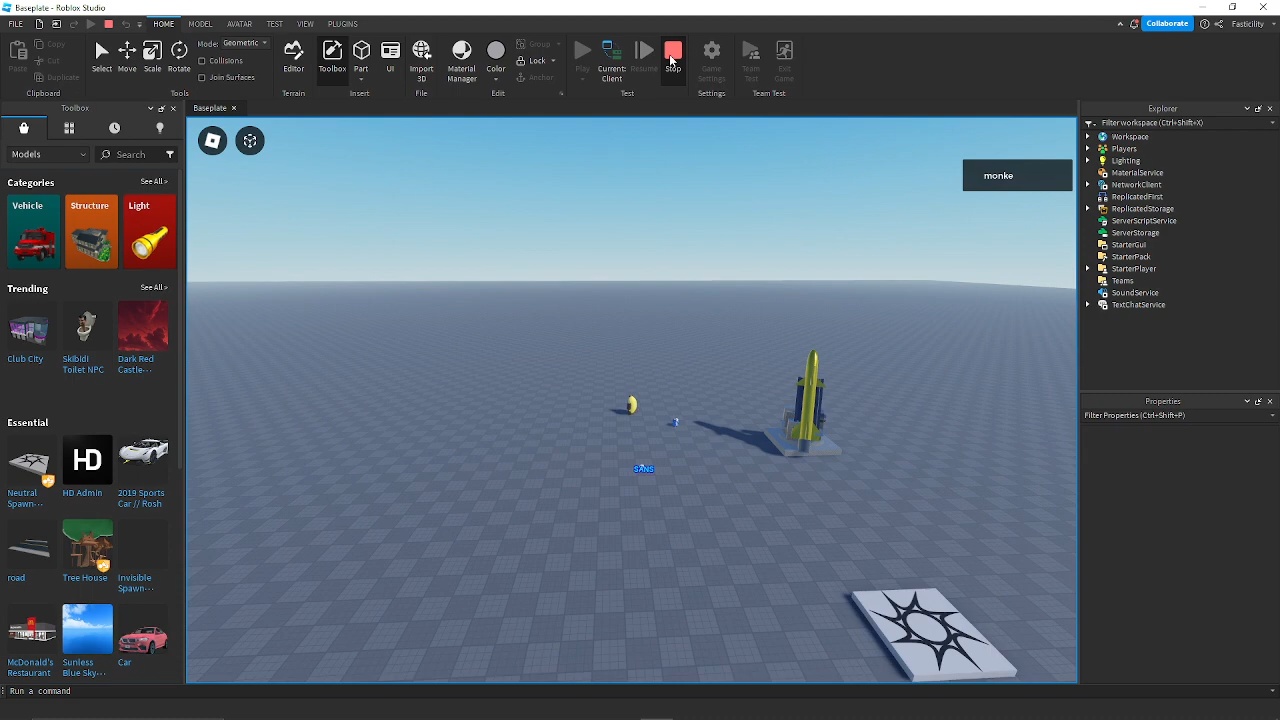 Baseplate - Roblox Studio
FILE
HOME MODEL AVATAR TEST VIEW PLUGINS
Collaborate Fasticility
Paste Copy Cut Duplicate
Clipboard
Select Move Scale Rotate
Mode: Geometric
Collisions
Join Surfaces
Tools
Editor
Terrain
Toolbox Part UI
Insert
Import 3D
File
Material Manager Color
Group
Lock
Anchor
Edit
Play Current: Client Resume Stop
Test
Game Settings
Settings
Team Test Exit Game
Team Test
Toolbox
Models Search
Categories See All >
Vehicle Structure Light
Trending See All >
Club City Skibidi Toilet NPC Dark Red Castle-···
Essential See All >
HD
Neutral Spawn-··· HD Admin 2019 Sports Car // Rosh
road Tree House Invisible Spawn-···
McDonald's Restaurant Sunless Blue Sky-··· Car
Baseplate
monke
SANS
Explorer
Filter workspace (Ctrl+Shift+X)
Workspace
Players
Lighting
MaterialService
NetworkClient
ReplicatedFirst
ReplicatedStorage
ServerScriptService
ServerStorage
StarterGui
StarterPack
StarterPlayer
Teams
SoundService
TextChatService
Properties
Filter Properties (Ctrl+Shift+P)
Run a command